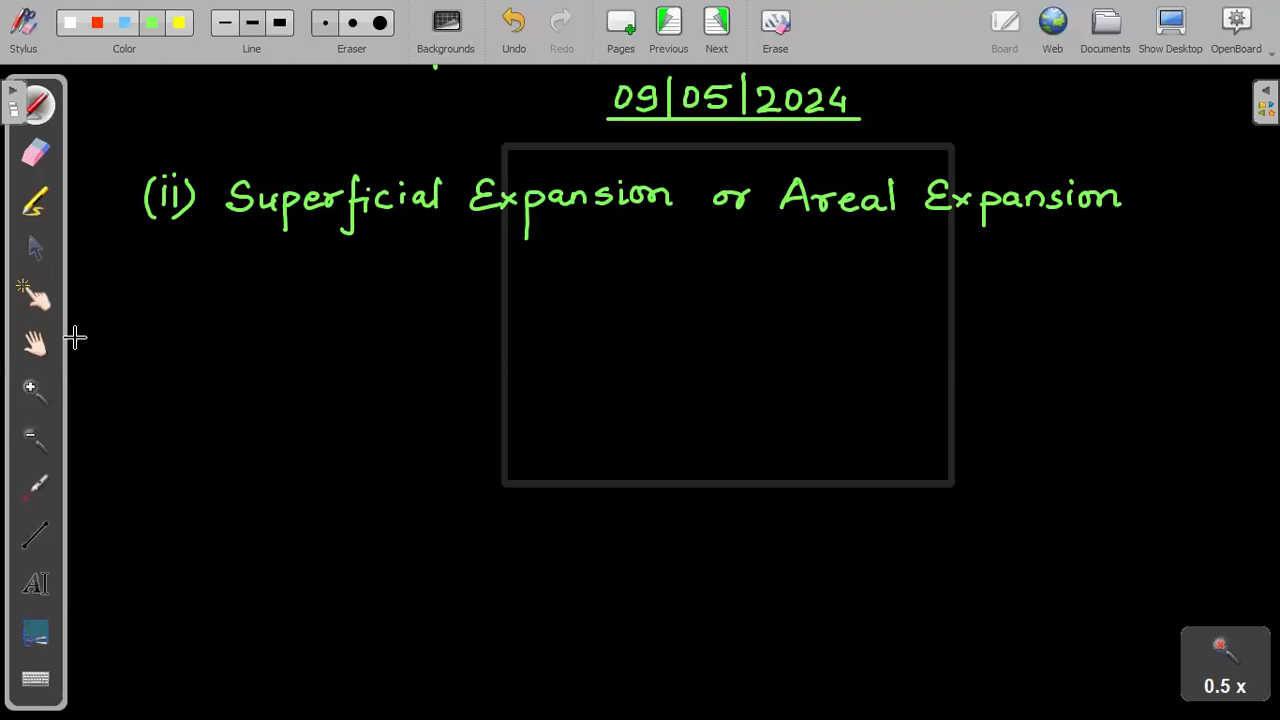 Stylus Color Line Eraser Backgrounds Undo Redo Pages Previous Next Erase Board Web Documents Show Desktop OpenBoard
09|05|2024
(ii) Superficial Expansion or Areal Expansion
AI
0.5 x